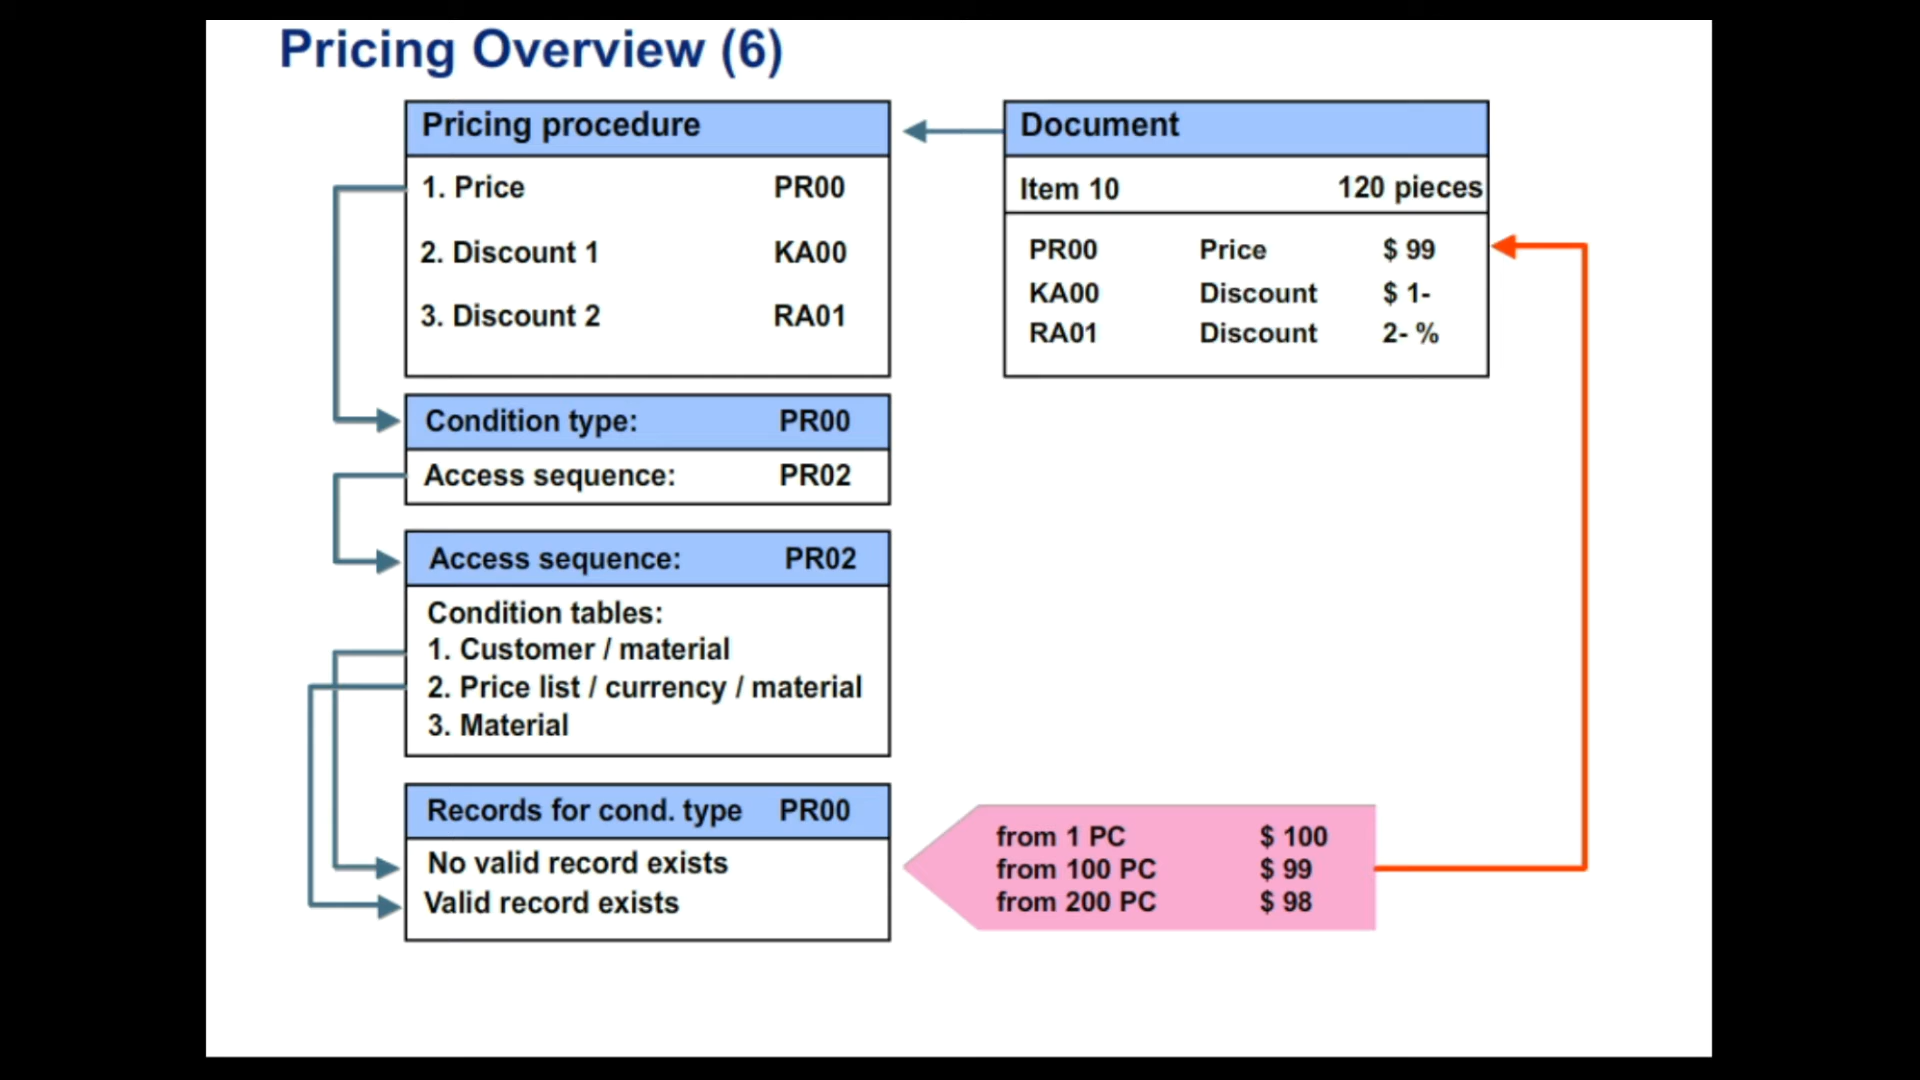 Pricing Overview (6)
Pricing procedure
1. Price PR00
2. Discount 1 KA00
3. Discount 2 RA01
Document
Item 10 120 pieces
PR00 Price $ 99
KA00 Discount $ 1-
RA01 Discount 2- %
Condition type: PR00
Access sequence: PR02
Access sequence: PR02
Condition tables:
1. Customer / material
2. Price list / currency / material
3. Material
Records for cond. type PR00
No valid record exists
Valid record exists
from 1 PC $ 100
from 100 PC $ 99
from 200 PC $ 98